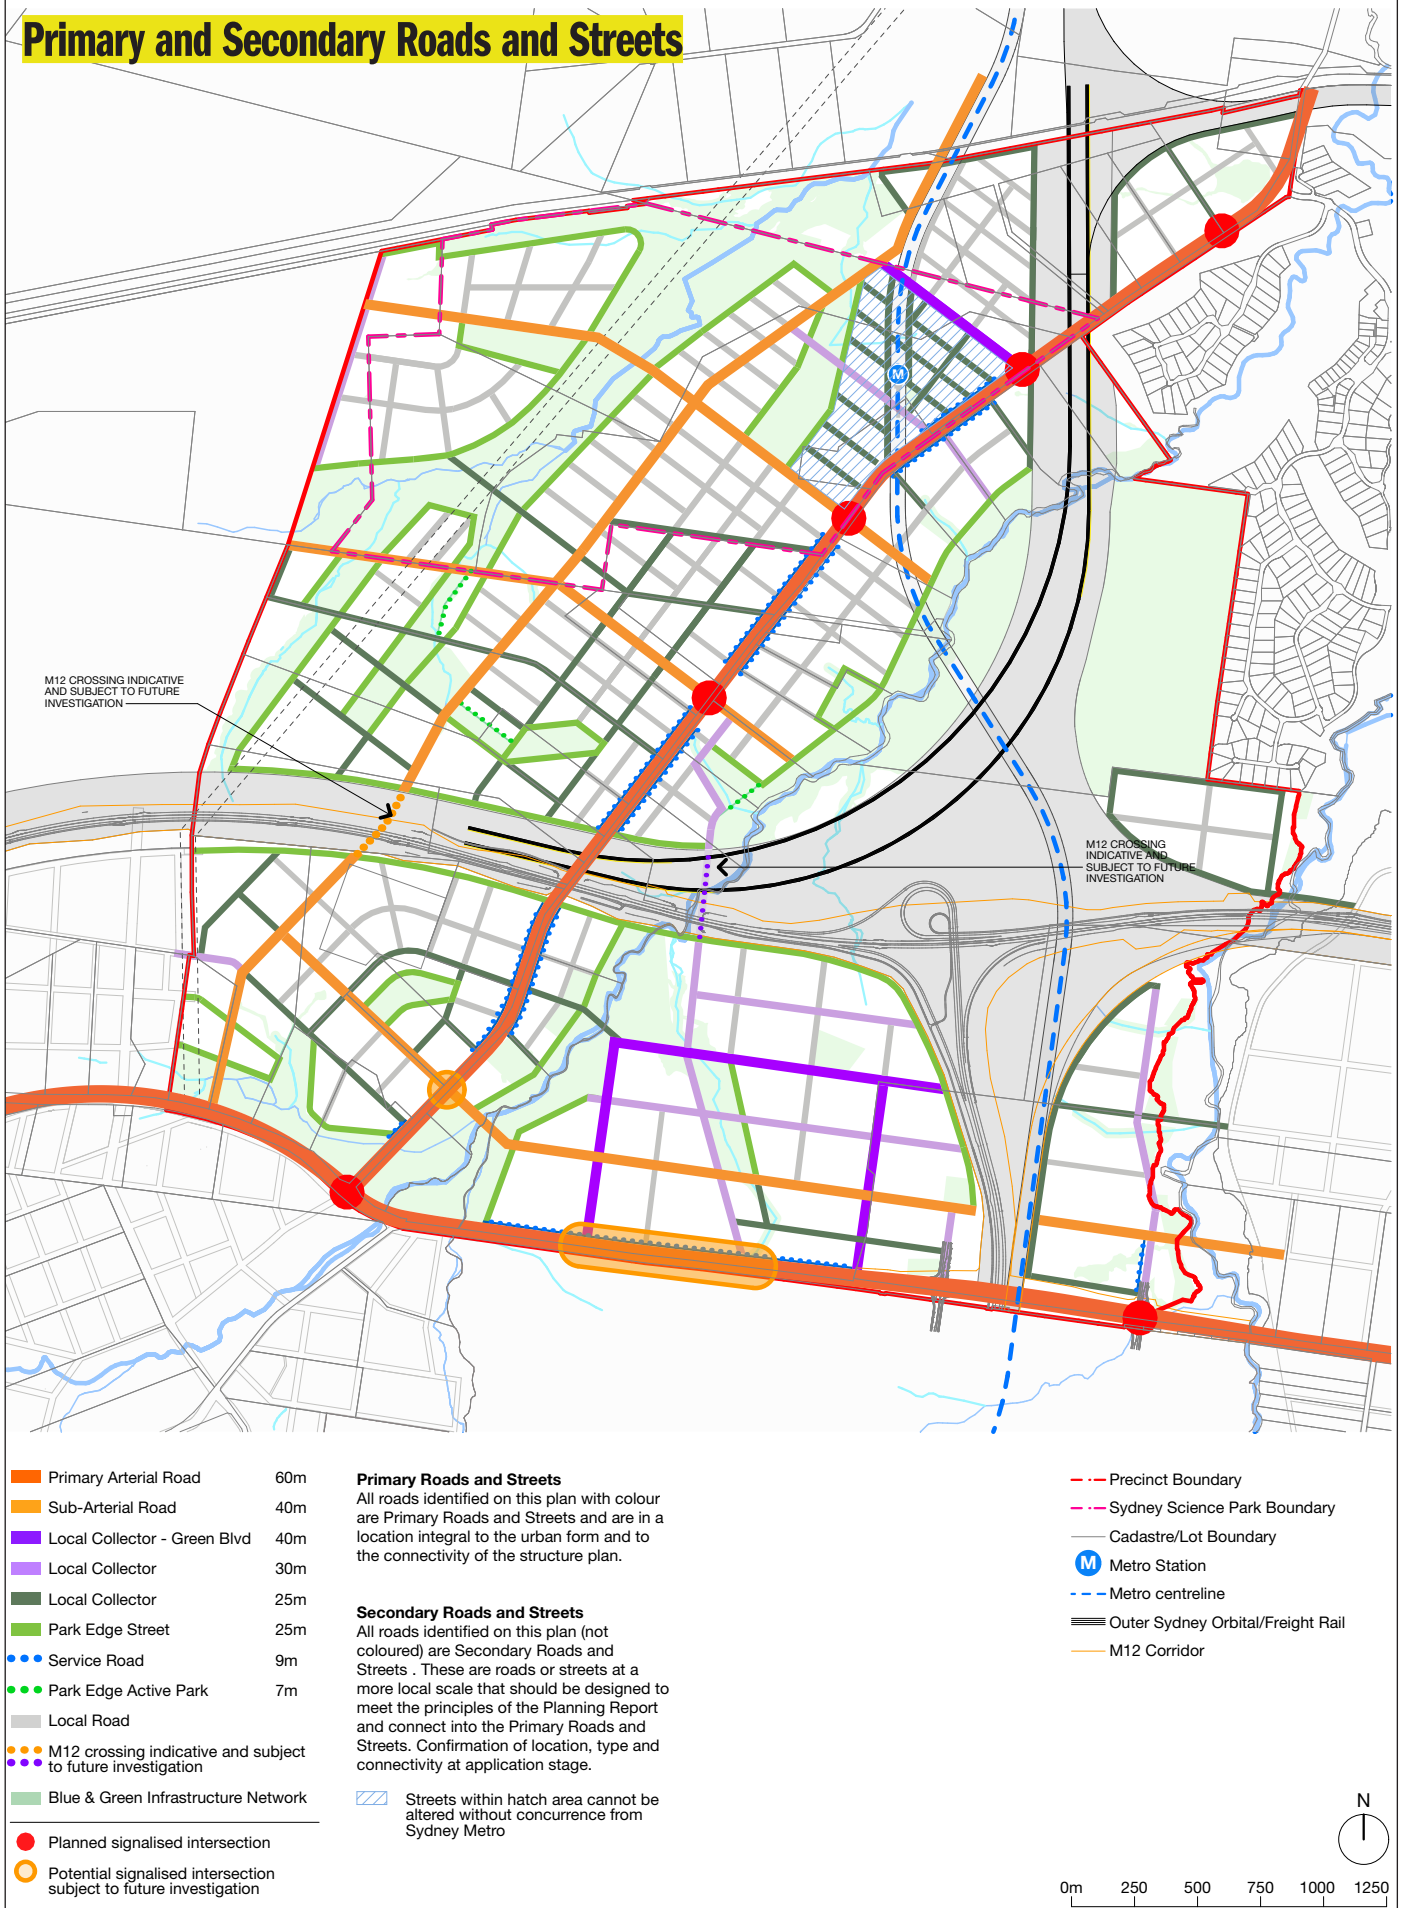 Primary and Secondary Roads and Streets
M
M12 CROSSING INDICATIVE
AND SUBJECT TO FUTURE
INVESTIGATION
M12 CROSSING
INDICATIVE AND
SUBJECT TO FUTURE
INVESTIGATION
Primary Arterial Road 60m
Sub-Arterial Road 40m
Local Collector - Green Blvd 40m
Local Collector 30m
Local Collector 25m
Park Edge Street 25m
Service Road 9m
Park Edge Active Park 7m
Local Road
M12 crossing indicative and subject
to future investigation
Blue & Green Infrastructure Network
Planned signalised intersection
Potential signalised intersection
subject to future investigation
Primary Roads and Streets
All roads identified on this plan with colour
are Primary Roads and Streets and are in a
location integral to the urban form and to
the connectivity of the structure plan.
Secondary Roads and Streets
All roads identified on this plan (not
coloured) are Secondary Roads and
Streets . These are roads or streets at a
more local scale that should be designed to
meet the principles of the Planning Report
and connect into the Primary Roads and
Streets. Confirmation of location, type and
connectivity at application stage.
Streets within hatch area cannot be
altered without concurrence from
Sydney Metro
Precinct Boundary
Sydney Science Park Boundary
Cadastre/Lot Boundary
M Metro Station
Metro centreline
Outer Sydney Orbital/Freight Rail
M12 Corridor
N
0m 250 500 750 1000 1250